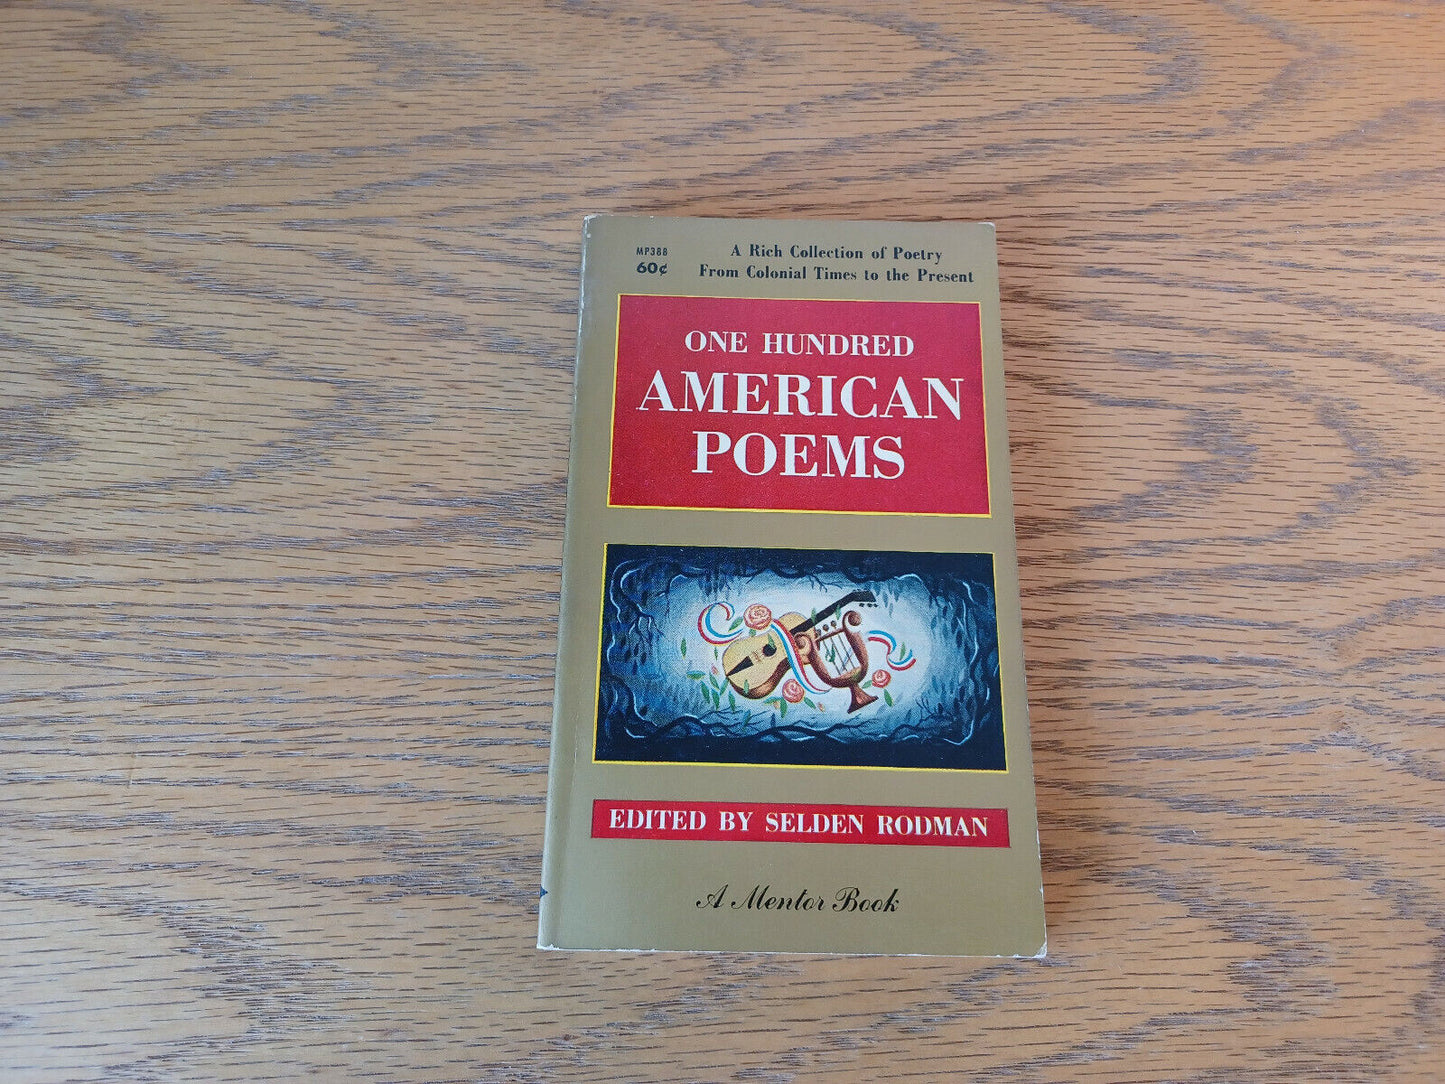 MP388
60¢
A Rich Collection of Poetry
From Colonial Times to the Present
ONE HUNDRED
AMERICAN
POEMS
EDITED BY SELDEN RODMAN
A Mentor Book